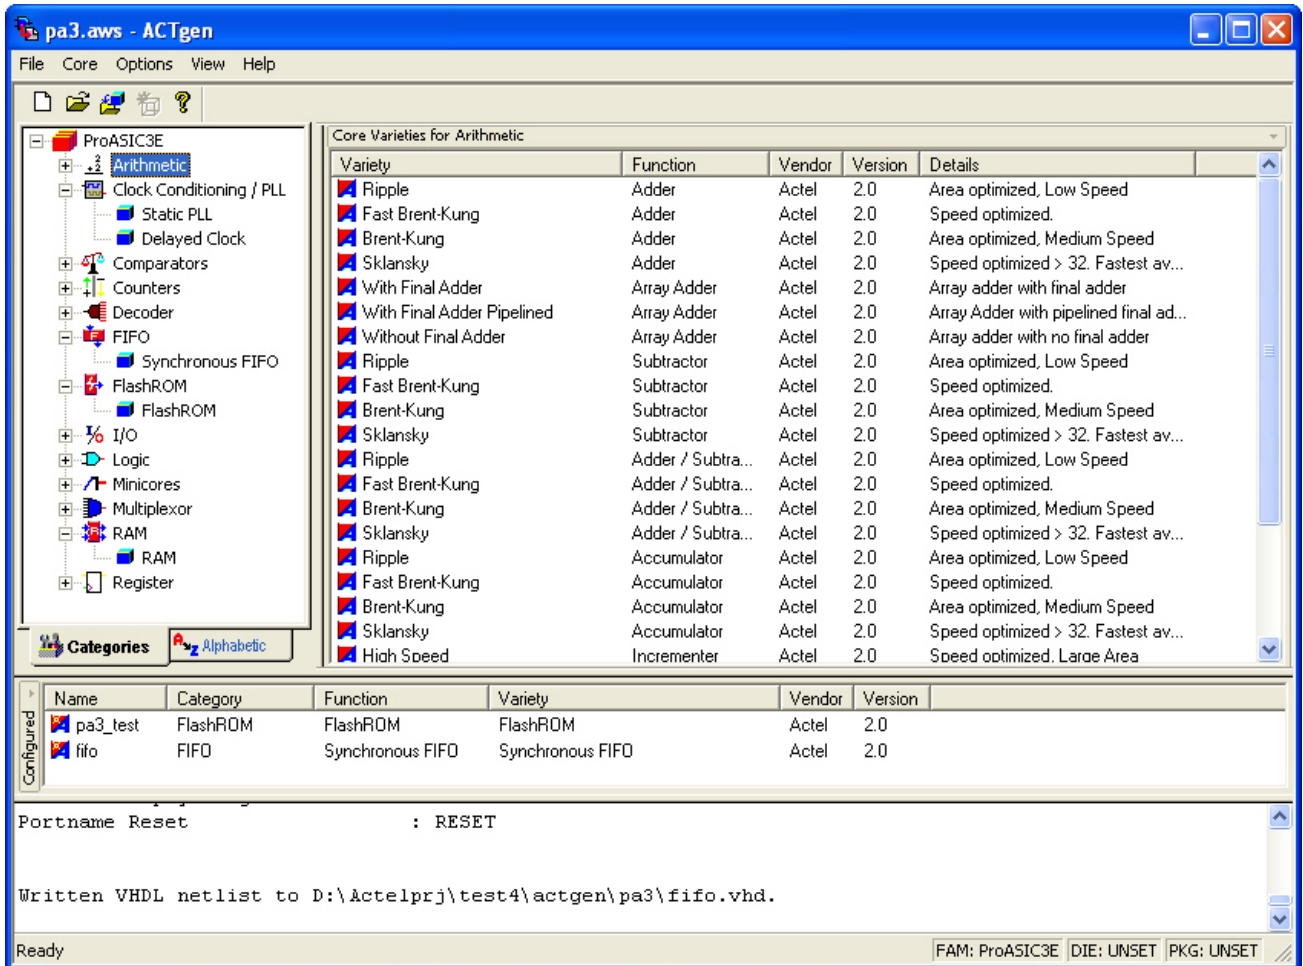 pa3.aws - ACTgen
File Core Options View Help
ProASIC3E
Arithmetic
Clock Conditioning / PLL
Static PLL
Delayed Clock
Comparators
Counters
Decoder
FIFO
Synchronous FIFO
FlashROM
FlashROM
I/O
Logic
Minicores
Multiplexor
RAM
RAM
Register
Categories Alphabetic
Core Varieties for Arithmetic
Variety Function Vendor Version Details
Ripple Adder Actel 2.0 Area optimized, Low Speed
Fast Brent-Kung Adder Actel 2.0 Speed optimized.
Brent-Kung Adder Actel 2.0 Area optimized, Medium Speed
Sklansky Adder Actel 2.0 Speed optimized > 32. Fastest av...
With Final Adder Array Adder Actel 2.0 Array adder with final adder
With Final Adder Pipelined Array Adder Actel 2.0 Array Adder with pipelined final ad...
Without Final Adder Array Adder Actel 2.0 Array adder with no final adder
Ripple Subtractor Actel 2.0 Area optimized, Low Speed
Fast Brent-Kung Subtractor Actel 2.0 Speed optimized.
Brent-Kung Subtractor Actel 2.0 Area optimized, Medium Speed
Sklansky Subtractor Actel 2.0 Speed optimized > 32. Fastest av...
Ripple Adder / Subtra... Actel 2.0 Area optimized, Low Speed
Fast Brent-Kung Adder / Subtra... Actel 2.0 Speed optimized.
Brent-Kung Adder / Subtra... Actel 2.0 Area optimized, Medium Speed
Sklansky Adder / Subtra... Actel 2.0 Speed optimized > 32. Fastest av...
Ripple Accumulator Actel 2.0 Area optimized, Low Speed
Fast Brent-Kung Accumulator Actel 2.0 Speed optimized.
Brent-Kung Accumulator Actel 2.0 Area optimized, Medium Speed
Sklansky Accumulator Actel 2.0 Speed optimized > 32. Fastest av...
High Speed Incrementer Actel 2.0 Speed optimized, Large Area
Configured
Name Category Function Variety Vendor Version
pa3_test FlashROM FlashROM FlashROM Actel 2.0
fifo FIFO Synchronous FIFO Synchronous FIFO Actel 2.0
Portname Reset : RESET
Written VHDL netlist to D:\Actelprj\test4\actgen\pa3\fifo.vhd.
Ready FAM: ProASIC3E DIE: UNSET PKG: UNSET